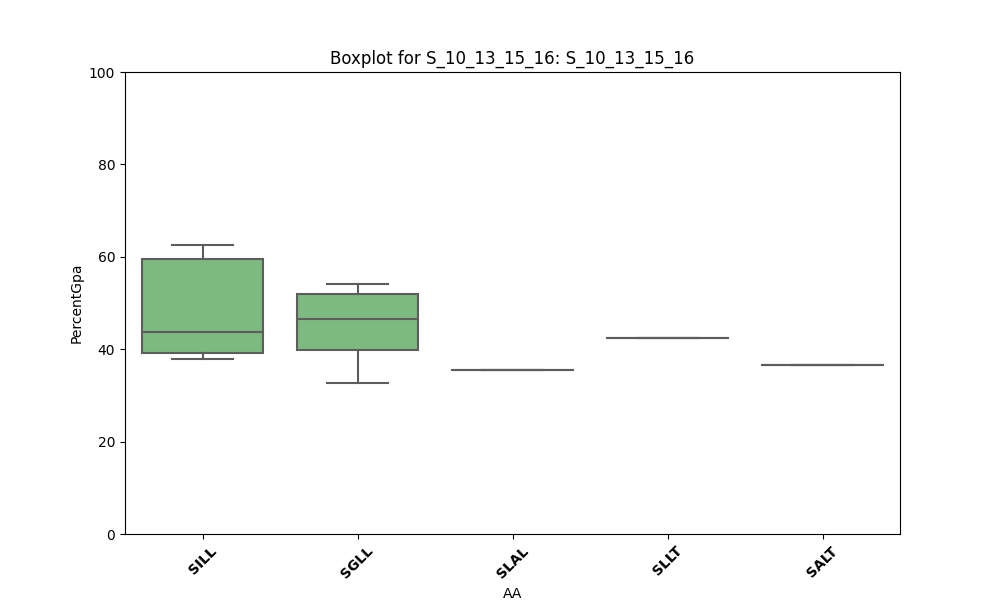 Boxplot for S_10_13_15_16: S_10_13_15_16
100
80
60
40
20
0
PercentGpa
SILL
SGLL
SLAL
SLLT
SALT
AA